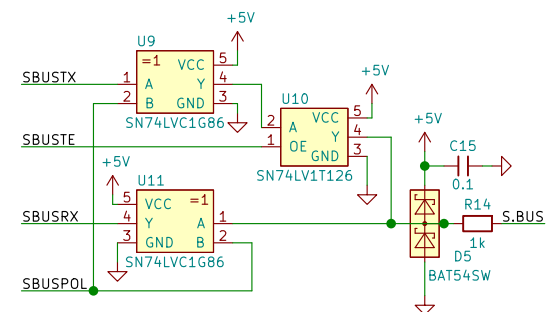 +5V
U9
=1
VCC 5
SBUSTX 1 A Y 4
2 B GND 3
SN74LVC1G86
+5V
U10
VCC 5
2 A Y 4
SBUSTE 1 OE GND 3
SN74LV1T126
+5V
C15
0.1
+5V
U11
5 VCC =1
SBUSRX 4 Y A 1
3 GND B 2
SN74LVC1G86
R14
S.BUS
1k
D5
BAT54SW
SBUSPOL